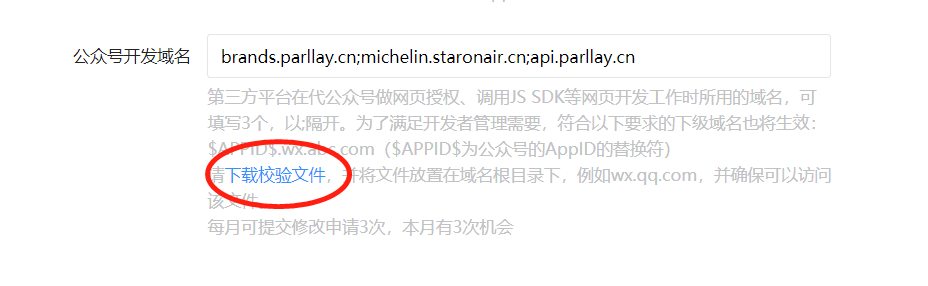 公众号开发域名
brands.parllay.cn;michelin.staronair.cn;api.parllay.cn
第三方平台在代公众号做网页授权、调用JS SDK等网页开发工作时所用的域名，可
填写3个，以;隔开。为了满足开发者管理需要，符合以下要求的下级域名也将生效：
$APPID$.wx.abc.com（$APPID$为公众号的AppID的替换符）
请下载校验文件，并将文件放置在域名根目录下，例如wx.qq.com，并确保可以访问
该文件。
每月可提交修改申请3次，本月有3次机会